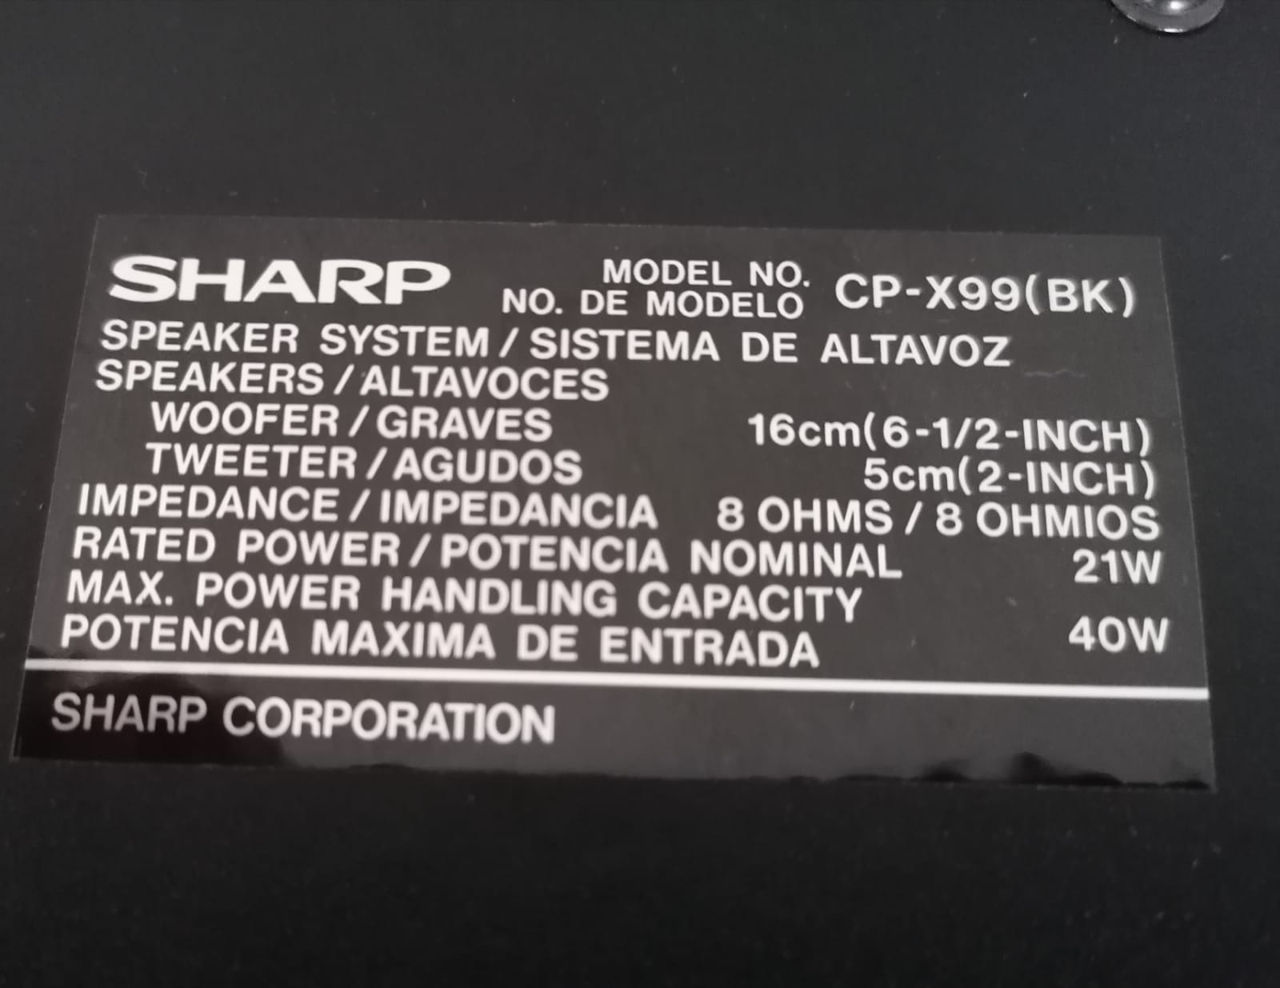 SHARP MODEL NO. CP-X99(BK)
NO. DE MODELO
SPEAKER SYSTEM / SISTEMA DE ALTAVOZ
SPEAKERS / ALTAVOCES
WOOFER / GRAVES 16cm(6-1/2-INCH)
TWEETER / AGUDOS 5cm(2-INCH)
IMPEDANCE / IMPEDANCIA 8 OHMS / 8 OHMIOS
RATED POWER / POTENCIA NOMINAL 21W
MAX. POWER HANDLING CAPACITY
POTENCIA MAXIMA DE ENTRADA 40W
SHARP CORPORATION